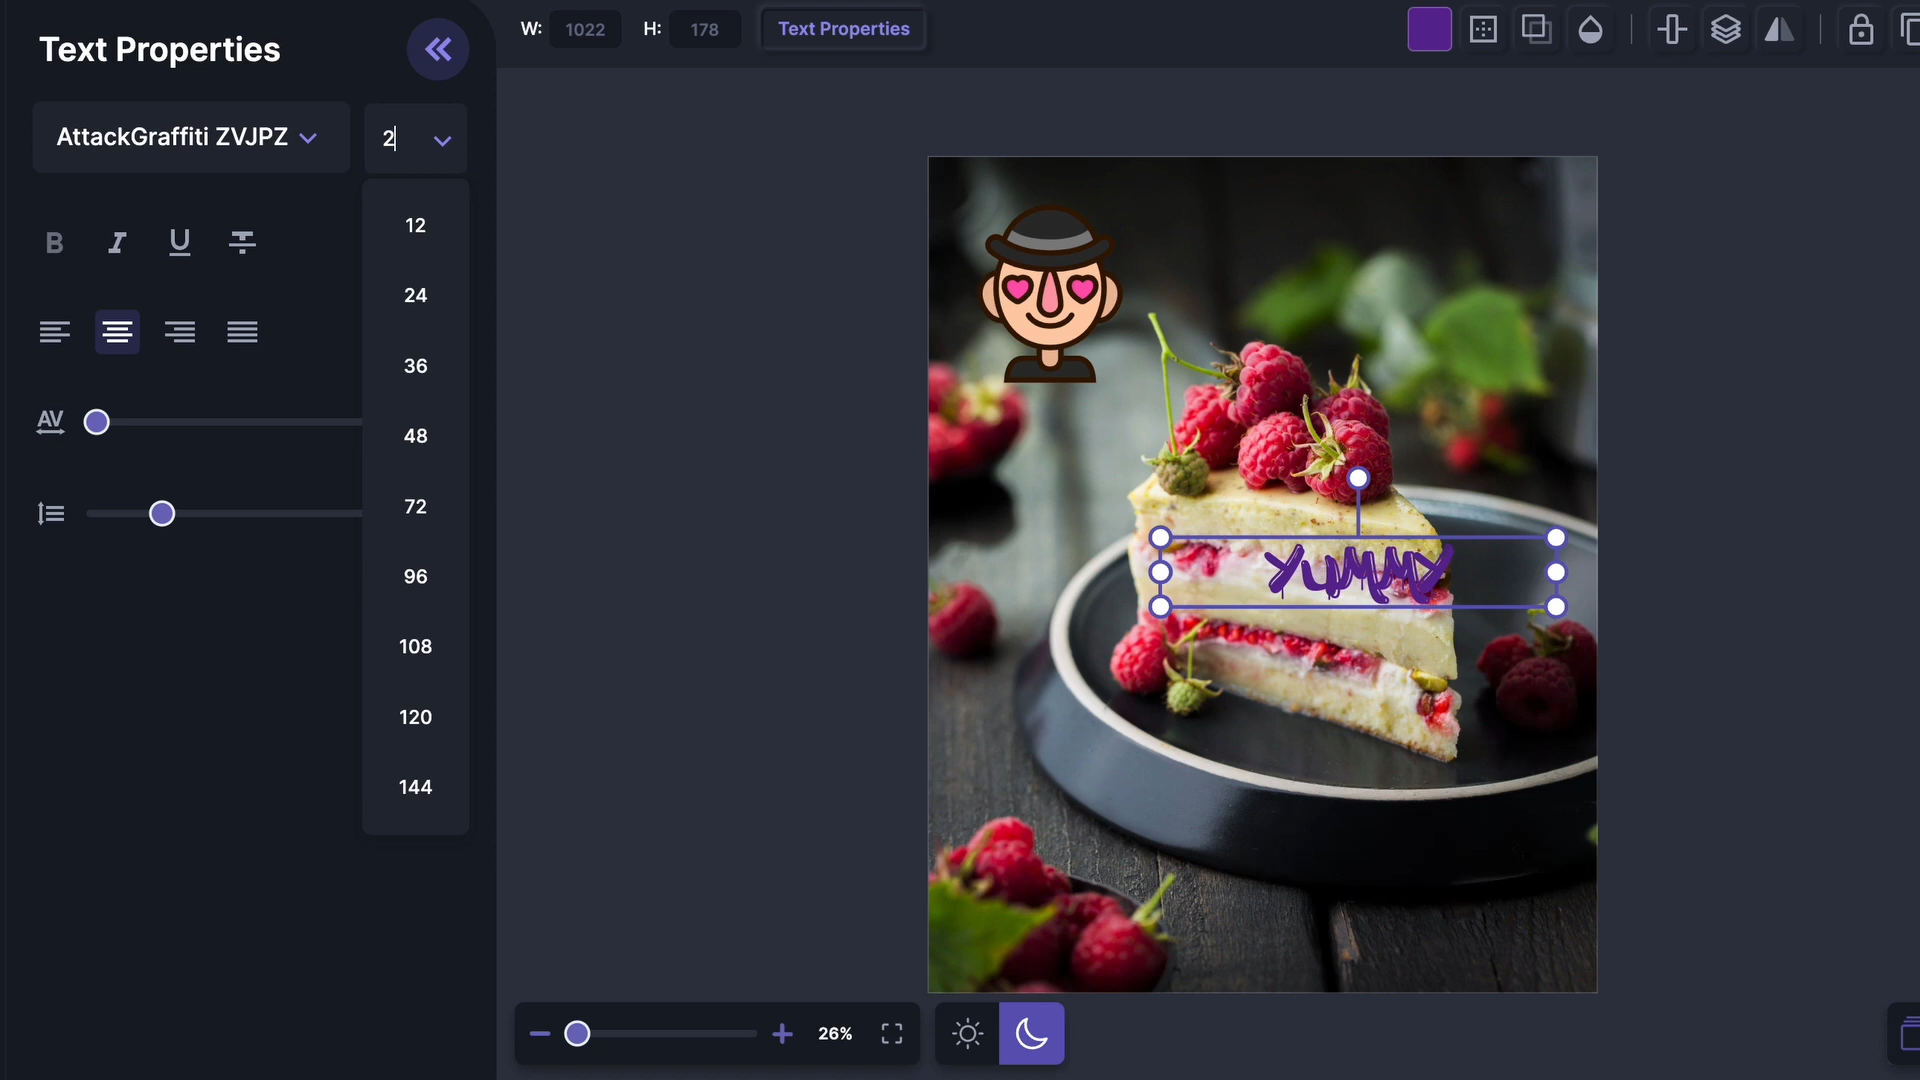 Text Properties
W: 1022 H: 178 Text Properties
AttackGraffiti ZVJPZ 2
B I U T
12
24
36
48
72
96
108
120
144
AV
YUMMY
26%